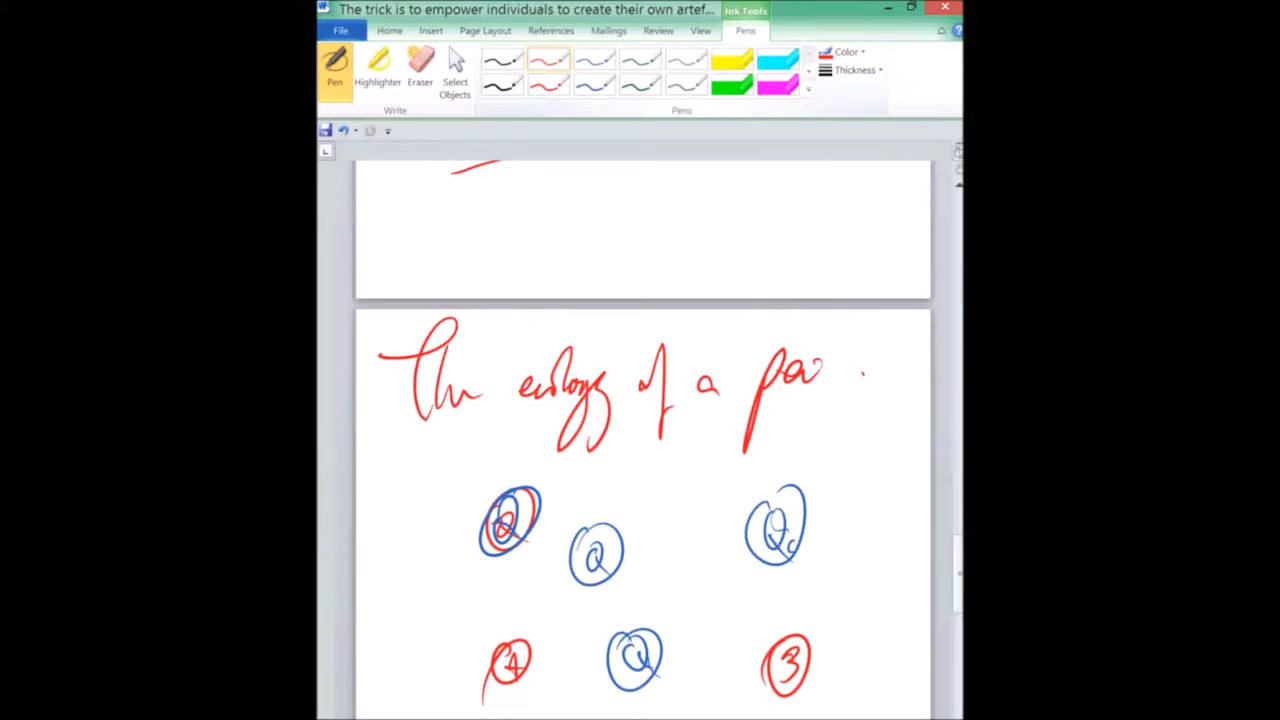 The trick is to empower individuals to create their own artef... Ink Tools
File Home Insert Page Layout References Mailings Review View Pens
Pen Highlighter Eraser Select Objects Color Thickness
Write Pens
The ecology of a
Q Q
Q
A Q 3